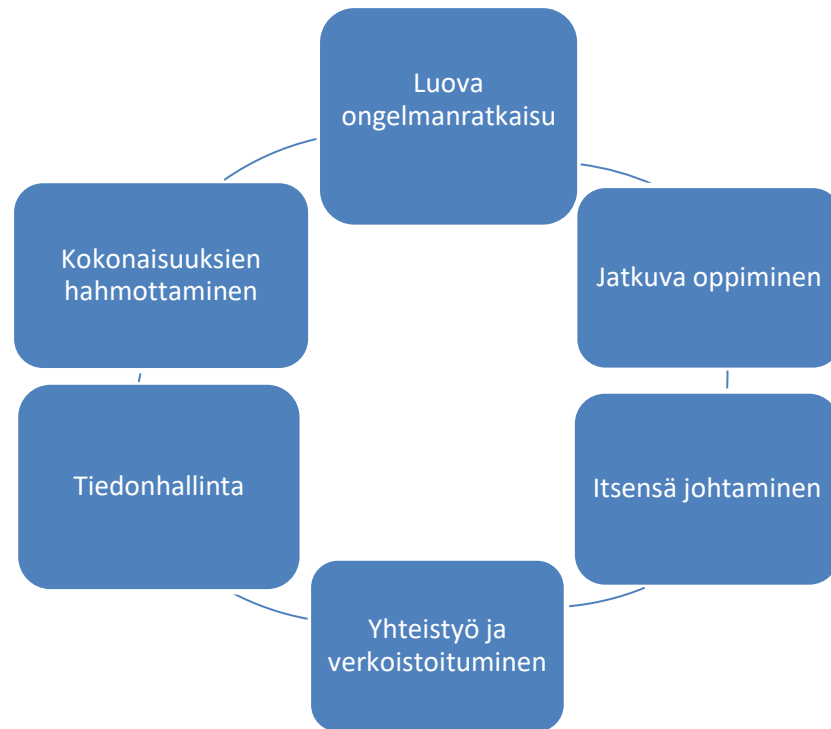 Luova
ongelmanratkaisu
Jatkuva oppiminen
Itsensä johtaminen
Yhteistyö ja
verkoistoituminen
Tiedonhallinta
Kokonaisuuksien
hahmottaminen